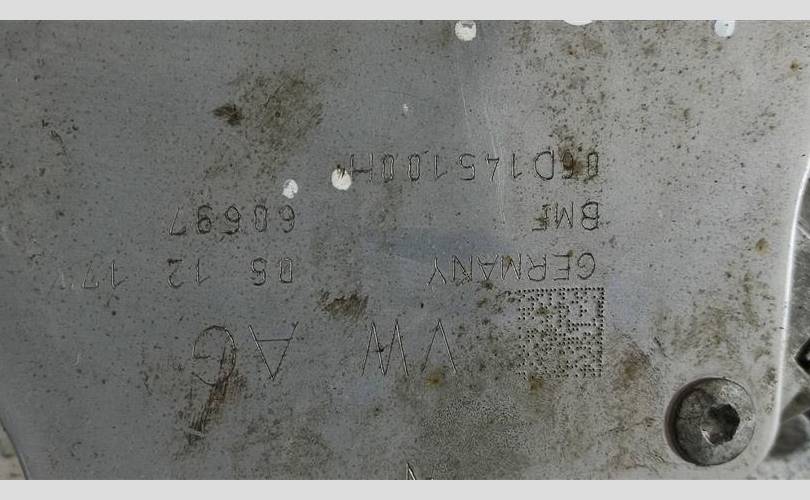 VW AG
GERMANY 05 12 17
BMF 60697
06D145100H